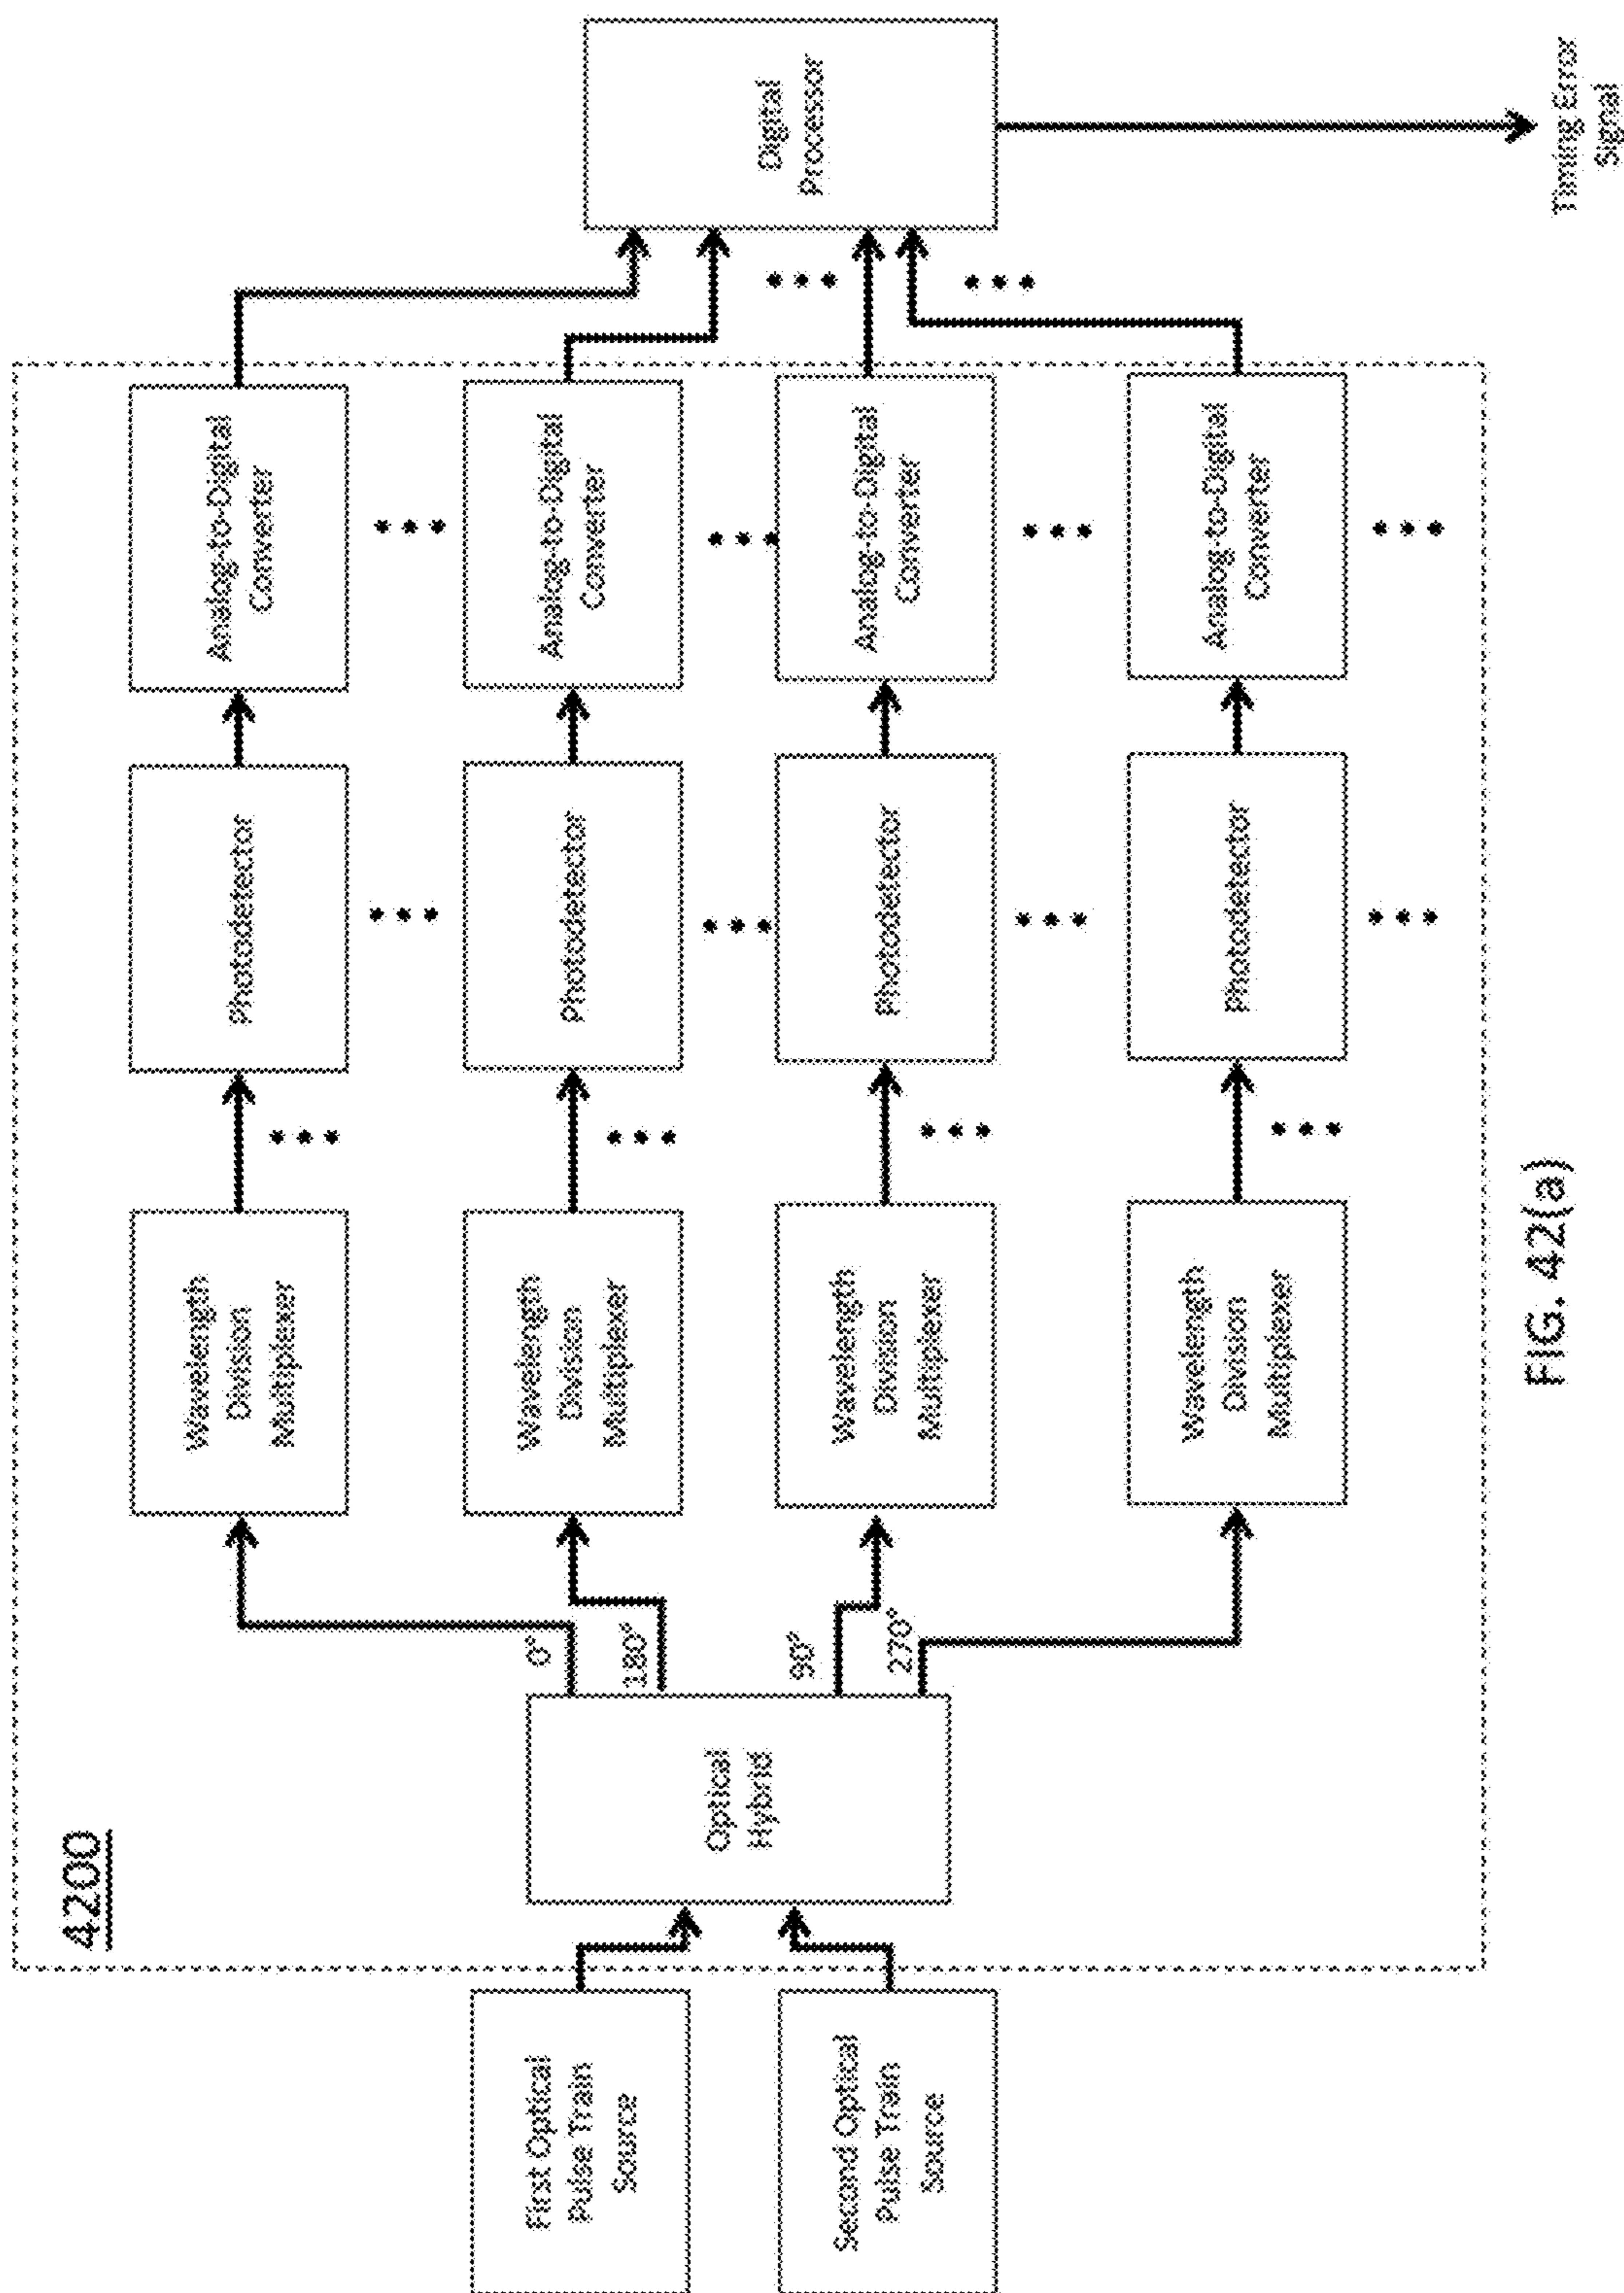 4200
First Optical
Pulse Train
Source
Second Optical
Pulse Train
Source
Optical
Hybrid
0°
180°
90°
270°
Wavelength
Division
Multiplexer
Photodetector
Analog-to-Digital
Converter
Wavelength
Division
Multiplexer
Photodetector
Analog-to-Digital
Converter
Wavelength
Division
Multiplexer
Photodetector
Analog-to-Digital
Converter
Wavelength
Division
Multiplexer
Photodetector
Analog-to-Digital
Converter
Digital
Processor
Timing Error
Signal
FIG. 42(a)